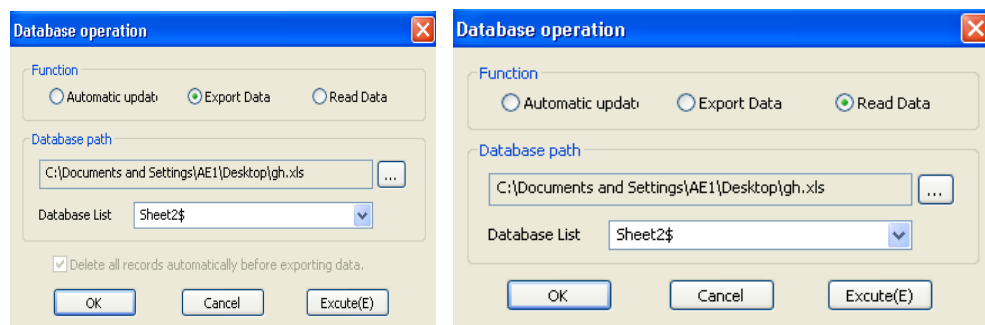 Database operation
Function
Automatic updat
Export Data
Read Data
Database path
C:\Documents and Settings\AE1\Desktop\gh.xls
...
Database List
Sheet2$
Delete all records automatically before exporting data.
OK
Cancel
Excute(E)
Database operation
Function
Automatic updat
Export Data
Read Data
Database path
C:\Documents and Settings\AE1\Desktop\gh.xls
...
Database List
Sheet2$
OK
Cancel
Excute(E)